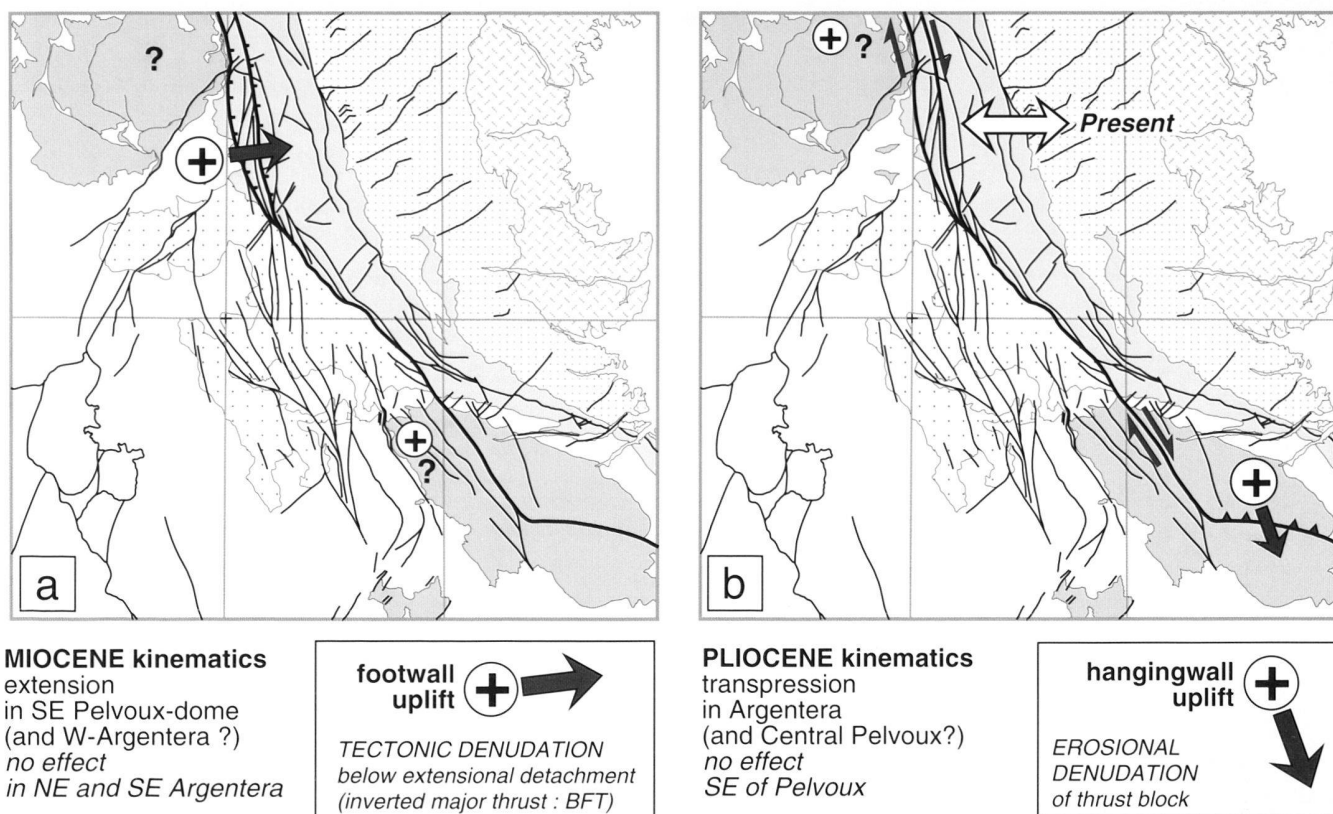 ?
+
+
?
a
MIOCENE kinematics
extension
in SE Pelvoux-dome
(and W-Argentera ?)
no effect
in NE and SE Argentera
footwall
uplift
+
TECTONIC DENUDATION
below extensional detachment
(inverted major thrust : BFT)
+
?
Present
+
b
PLIOCENE kinematics
transpression
in Argentera
(and Central Pelvoux?)
no effect
SE of Pelvoux
hangingwall
uplift
+
EROSIONAL
DENUDATION
of thrust block